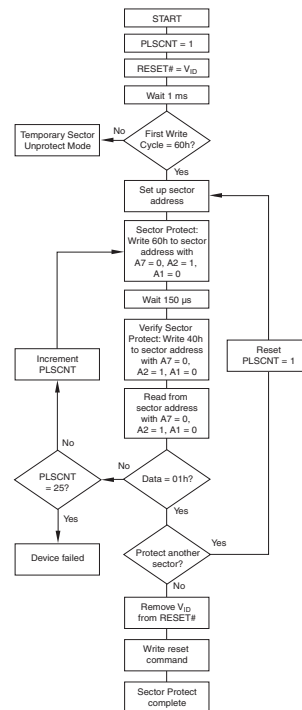 START
PLSCNT = 1
RESET# = VID
Wait 1 ms
First Write
Cycle = 60h?
No
Temporary Sector
Unprotect Mode
Yes
Set up sector
address
Sector Protect:
Write 60h to sector
address with
A7 = 0, A2 = 1,
A1 = 0
Wait 150 µs
Verify Sector
Protect: Write 40h
to sector address
with A7 = 0,
A2 = 1, A1 = 0
Increment
PLSCNT
Reset
PLSCNT = 1
Read from
sector address
with A7 = 0,
A2 = 1, A1 = 0
No
No
PLSCNT
= 25?
Data = 01h?
Yes
Yes
Device failed
Protect another
sector?
Yes
No
Remove VID
from RESET#
Write reset
command
Sector Protect
complete